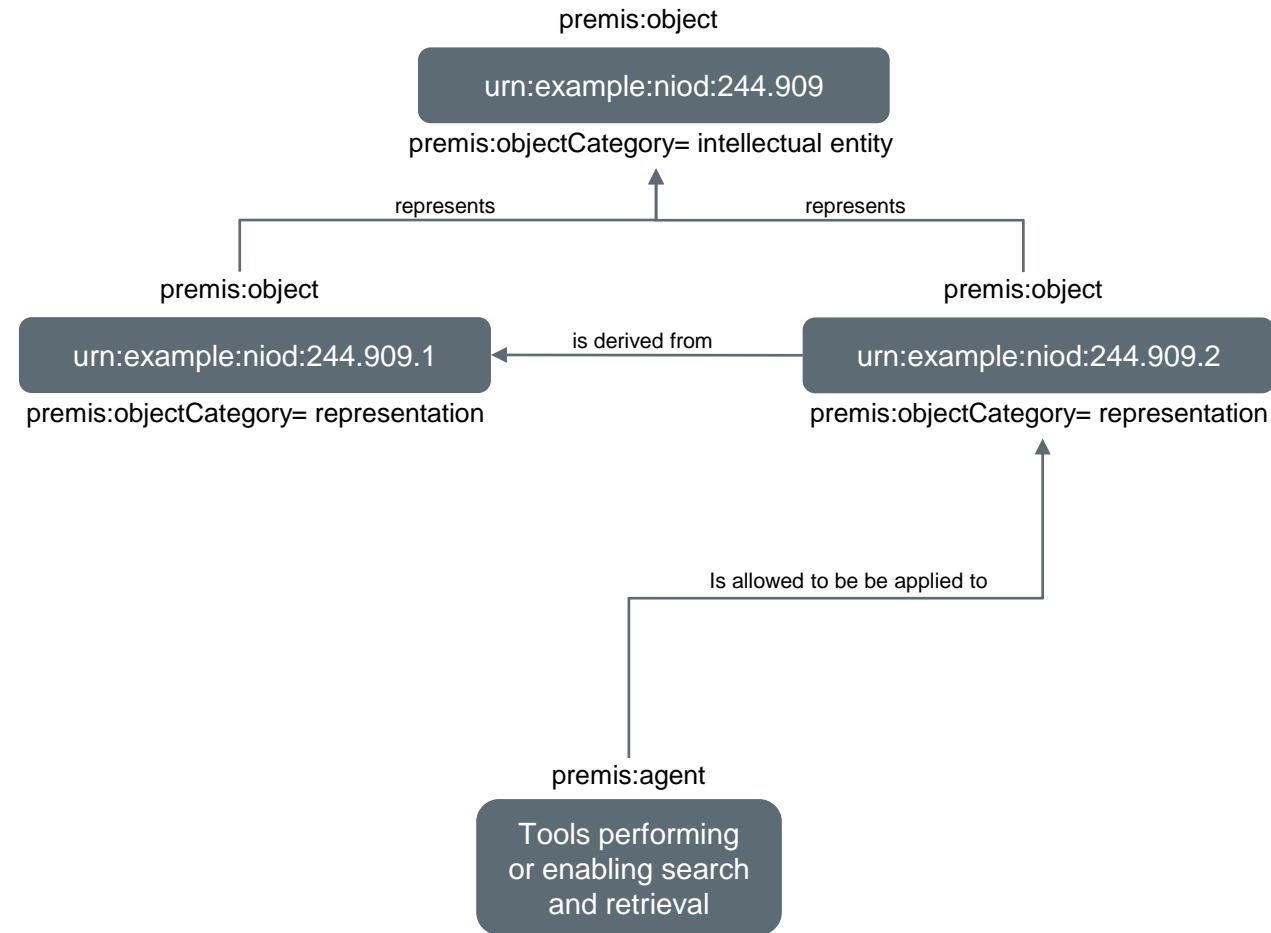 premis:object
urn:example:niod:244.909
premis:objectCategory= intellectual entity
represents
represents
premis:object
premis:object
urn:example:niod:244.909.1
is derived from
urn:example:niod:244.909.2
premis:objectCategory= representation
premis:objectCategory= representation
Is allowed to be be applied to
premis:agent
Tools performing
or enabling search
and retrieval